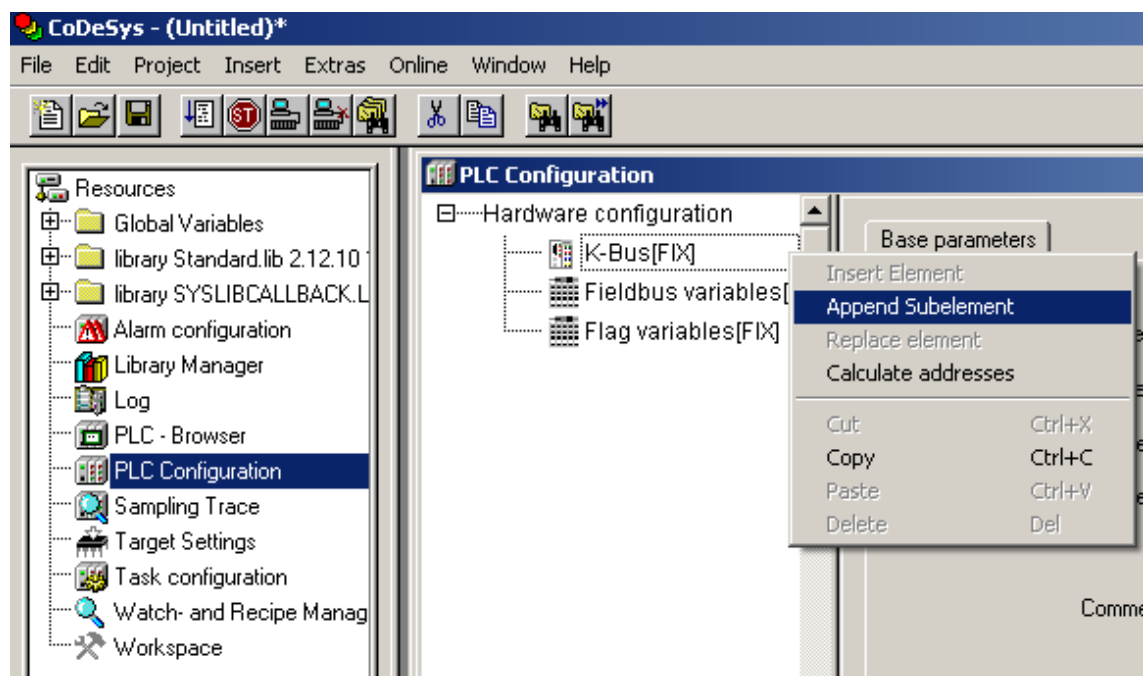 CoDeSys - (Untitled)*
File Edit Project Insert Extras Online Window Help
ST
Resources
Global Variables
library Standard.lib 2.12.10
library SYSLIBCALLBACK.L
Alarm configuration
Library Manager
Log
PLC - Browser
PLC Configuration
Sampling Trace
Target Settings
Task configuration
Watch- and Recipe Manag
Workspace
PLC Configuration
Hardware configuration
K-Bus[FIX]
Fieldbus variables[
Flag variables[FIX]
Base parameters
Insert Element
Append Subelement
Replace element
Calculate addresses
Cut Ctrl+X
Copy Ctrl+C
Paste Ctrl+V
Delete Del
Comme